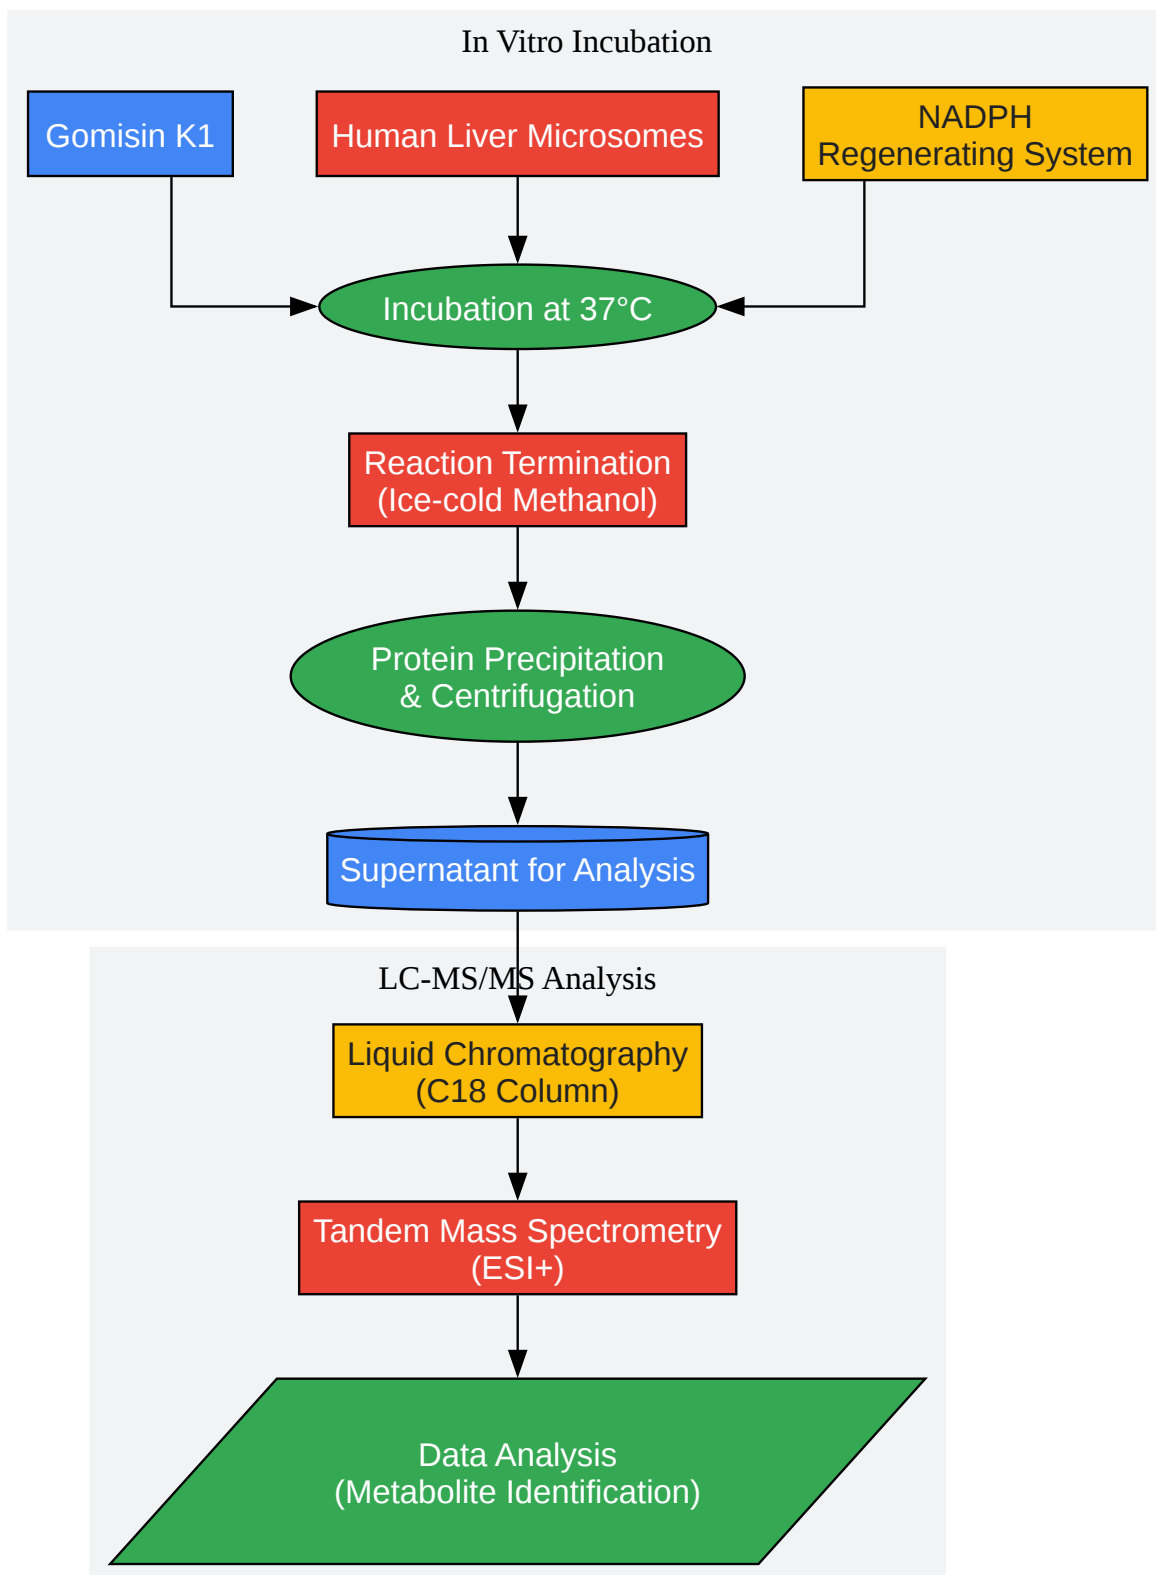 In Vitro Incubation
Gomisin K1
Human Liver Microsomes
NADPH
Regenerating System
Incubation at 37°C
Reaction Termination
(Ice-cold Methanol)
Protein Precipitation
& Centrifugation
Supernatant for Analysis
LC-MS/MS Analysis
Liquid Chromatography
(C18 Column)
Tandem Mass Spectrometry
(ESI+)
Data Analysis
(Metabolite Identification)